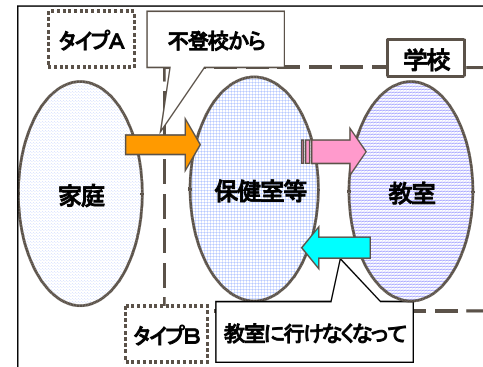 タイプA
不登校から
学校
家庭
保健室等
教室
タイプB
教室に行けなくなって